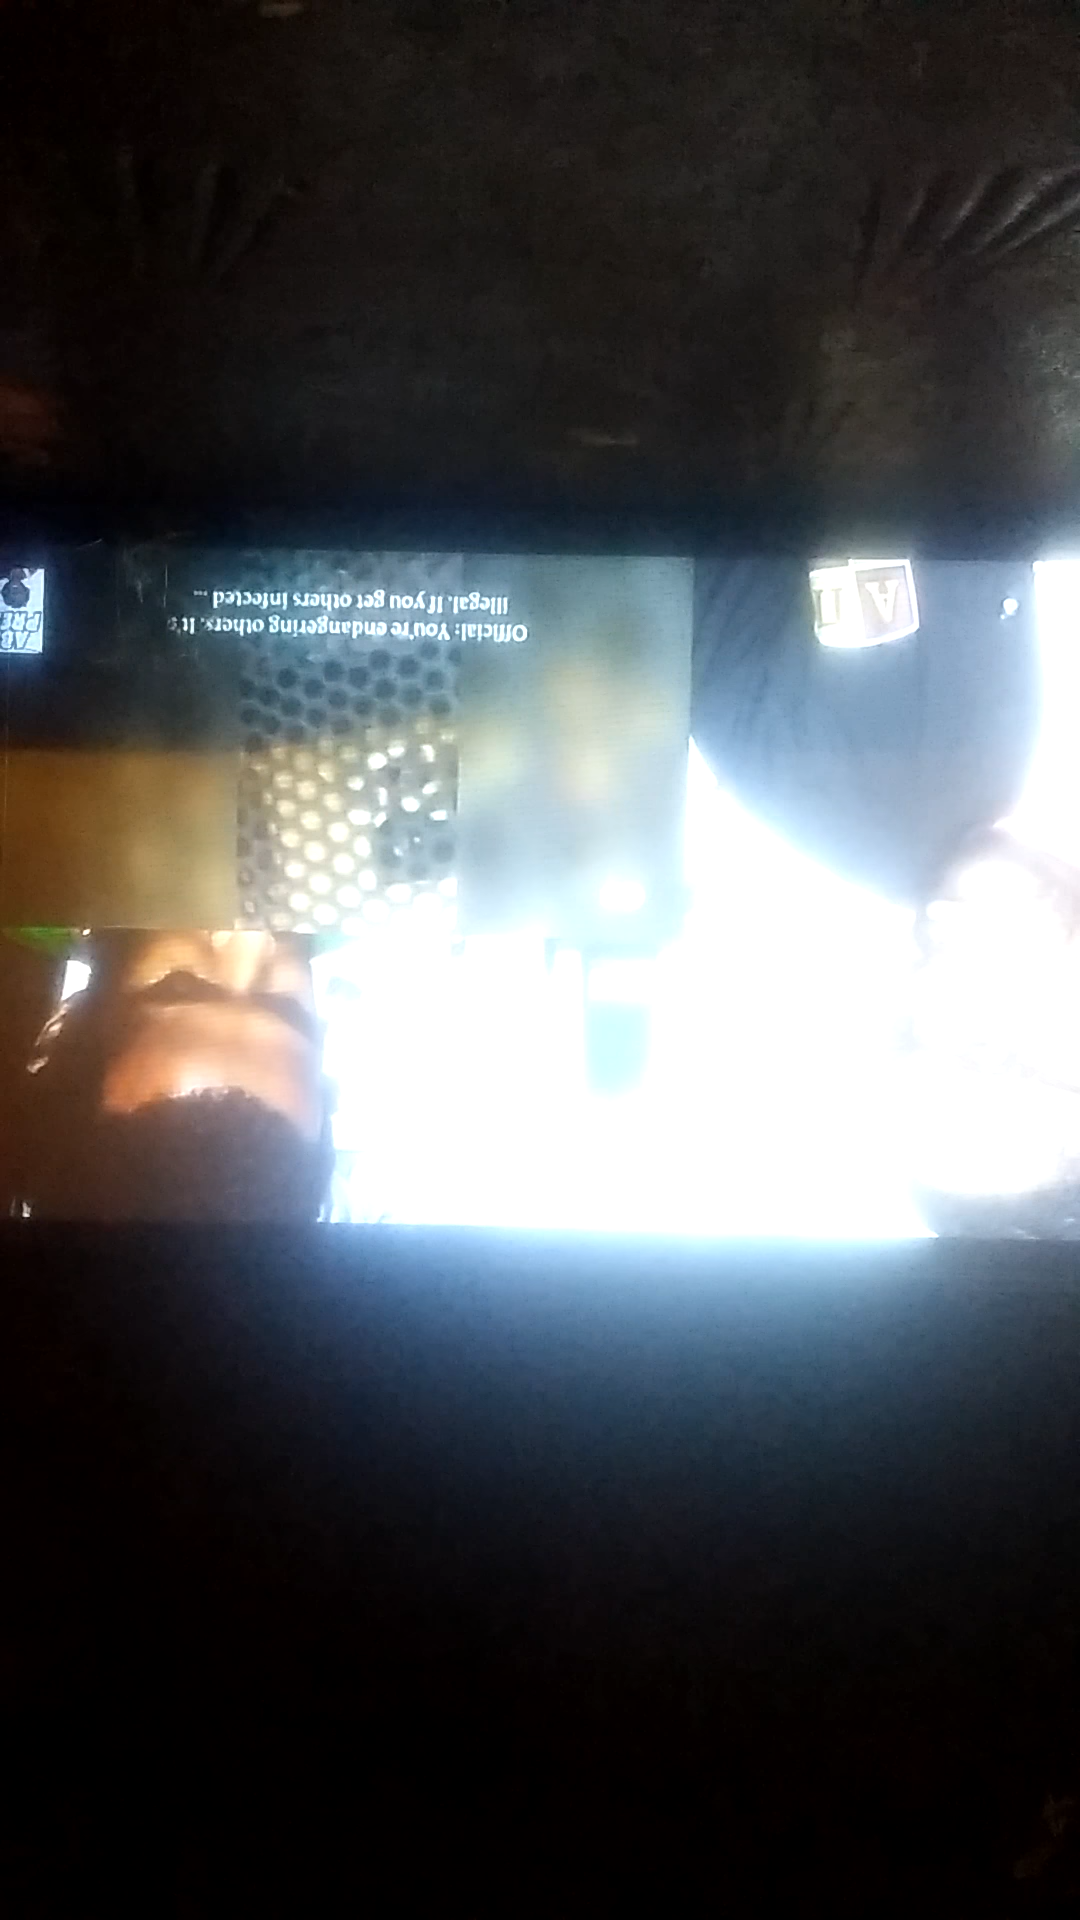 Official: You're endangering others. It's
illegal. If you get others infected ...
A